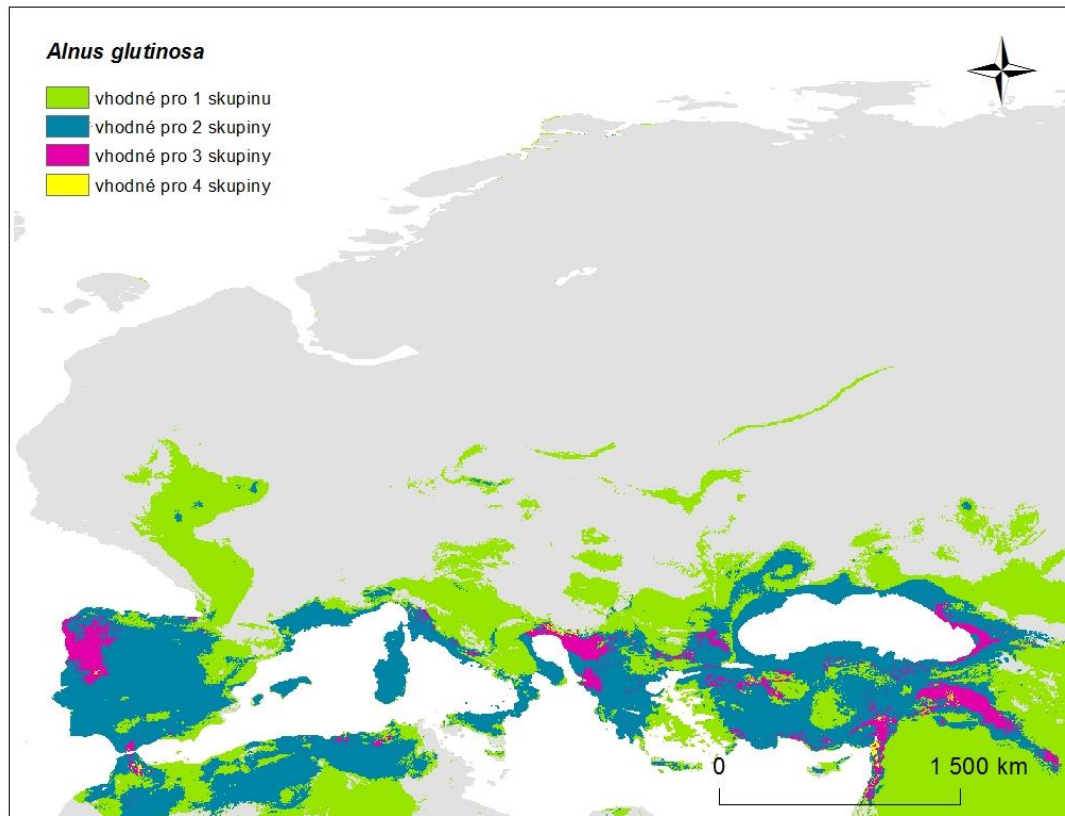 Alnus glutinosa
vhodné pro 1 skupinu
vhodné pro 2 skupiny
vhodné pro 3 skupiny
vhodné pro 4 skupiny
0 1 500 km